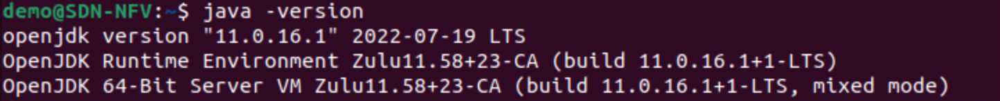 demo@SDN-NFV:~$ java -version
openjdk version "11.0.16.1" 2022-07-19 LTS
OpenJDK Runtime Environment Zulu11.58+23-CA (build 11.0.16.1+1-LTS)
OpenJDK 64-Bit Server VM Zulu11.58+23-CA (build 11.0.16.1+1-LTS, mixed mode)